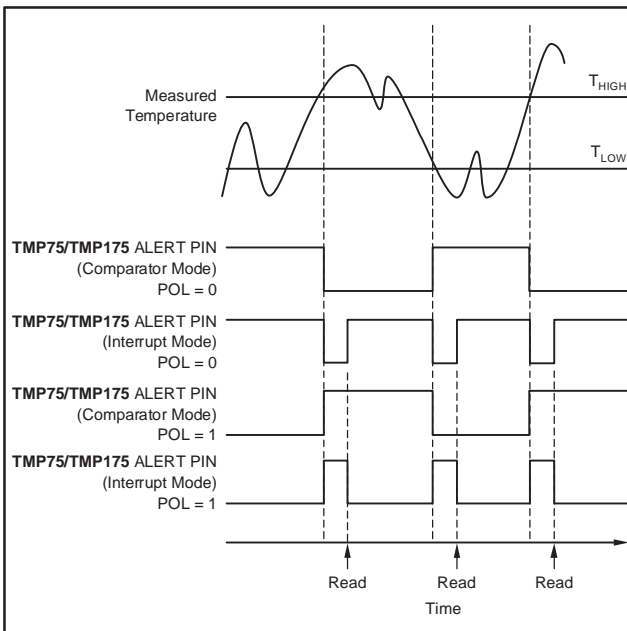 T_HIGH
Measured
Temperature
T_LOW
TMP75/TMP175 ALERT PIN
(Comparator Mode)
POL = 0
TMP75/TMP175 ALERT PIN
(Interrupt Mode)
POL = 0
TMP75/TMP175 ALERT PIN
(Comparator Mode)
POL = 1
TMP75/TMP175 ALERT PIN
(Interrupt Mode)
POL = 1
Read Read Read
Time